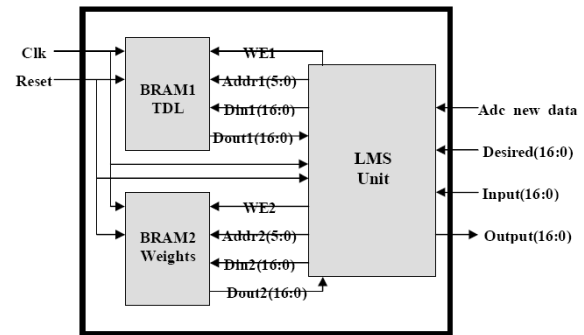 Clk
Reset
BRAM1
TDL
WE1
Addr1(5:0)
Din1(16:0)
Dout1(16:0)
LMS
Unit
Adc new data
Desired(16:0)
Input(16:0)
Output(16:0)
BRAM2
Weights
WE2
Addr2(5:0)
Din2(16:0)
Dout2(16:0)